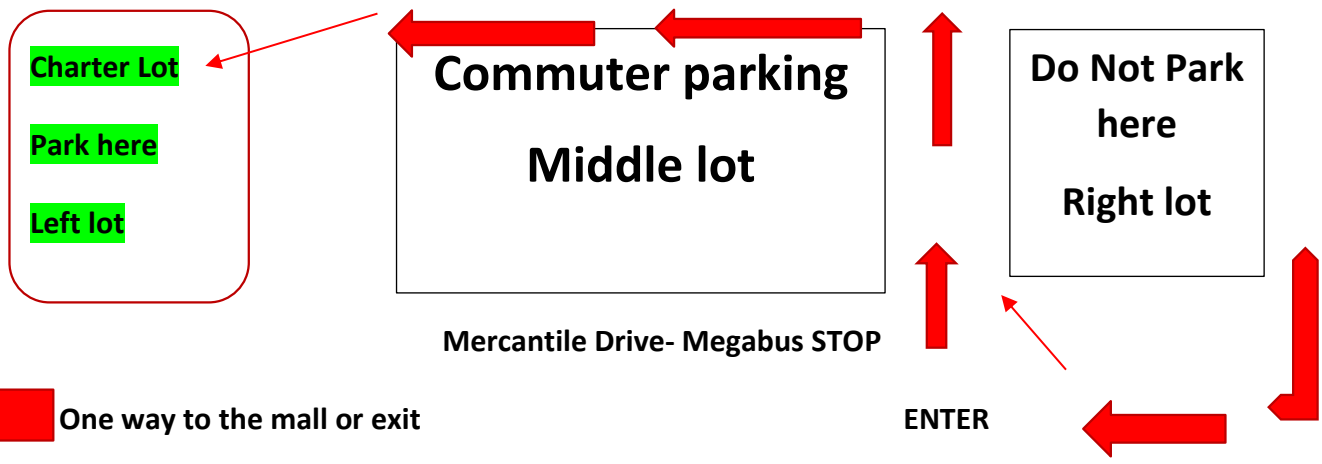 Charter Lot
Park here
Left lot
Commuter parking
Middle lot
Do Not Park
here
Right lot
Mercantile Drive- Megabus STOP
One way to the mall or exit
ENTER